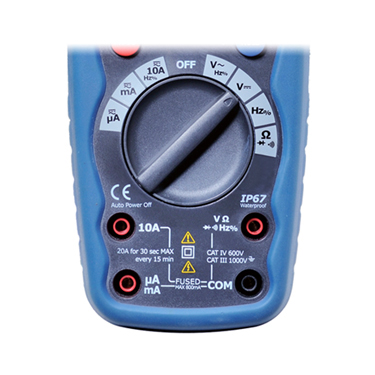 OFF
10A
Hz%
mA
Hz%
µA
V~
Hz%
V
Hz%
Ω
CE
Auto Power Off
IP67
Waterproof
10A
V Ω
Hz%
20A for 30 sec MAX
every 15 min
CAT IV 600V
CAT III 1000V
µA
mA
FUSED
MAX 800mA
COM